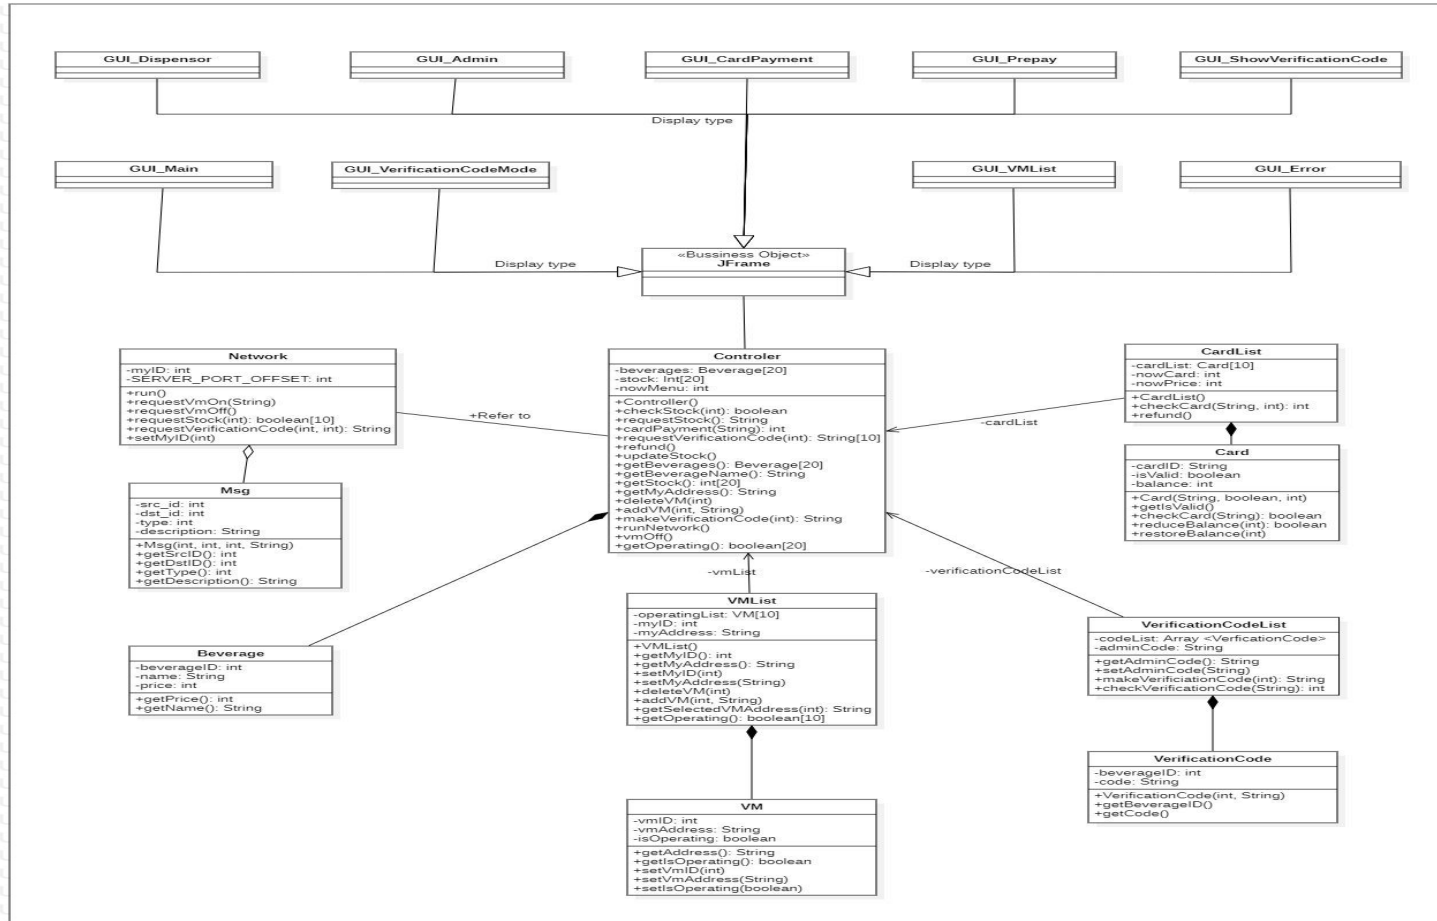 GUI_Dispensor
GUI_Admin
GUI_CardPayment
GUI_Prepay
GUI_ShowVerificationCode
Display type
GUI_Main
GUI_VerificationCodeMode
GUI_VMList
GUI_Error
«Bussiness Object»
JFrame
Display type
Display type
Network
-myID: int
-SERVER_PORT_OFFSET: int
+run()
+requestVmOn(String)
+requestVmOff()
+requestStock(int): boolean[10]
+requestVerificationCode(int, int): String
+setMyID(int)
+Refer to
Controler
-beverages: Beverage[20]
-stock: Int[20]
-nowMenu: int
+Controller()
+checkStock(int): boolean
+requestStock(): String
+cardPayment(String): int
+requestVerificationCode(int): String[10]
+refund()
+updateStock()
+getBeverages(): Beverage[20]
+getBeverageName(): String
+getStock(): int[20]
+getMyAddress(): String
+deleteVM(int)
+addVM(int, String)
+makeVerificationCode(int): String
+runNetwork()
+vmOff()
+getOperating(): boolean[20]
CardList
-cardList: Card[10]
-nowCard: int
-nowPrice: int
+CardList()
+checkCard(String, int): int
+refund()
-cardList
Card
-cardID: String
-isValid: boolean
-balance: int
+Card(String, boolean, int)
+getIsValid()
+checkCard(String): boolean
+reduceBalance(int): boolean
+restoreBalance(int)
Msg
-src_id: int
-dst_id: int
-type: int
-description: String
+Msg(int, int, int, String)
+getSrcID(): int
+getDstID(): int
+getType(): int
+getDescription(): String
-vmList
-verificationCodeList
VMList
-operatingList: VM[10]
-myID: int
-myAddress: String
+VMList()
+getMyID(): int
+getMyAddress(): String
+setMyID(int)
+setMyAddress(String)
+deleteVM(int)
+addVM(int, String)
+getSelectedVMAddress(int): String
+getOperating(): boolean[10]
VerificationCodeList
-codeList: Array <VerficationCode>
-adminCode: String
+getAdminCode(): String
+setAdminCode(String)
+makeVerificiationCode(int): String
+checkVerificationCode(String): int
Beverage
-beverageID: int
-name: String
-price: int
+getPrice(): int
+getName(): String
VerificationCode
-beverageID: int
-code: String
+VerificationCode(int, String)
+getBeverageID()
+getCode()
VM
-vmID: int
-vmAddress: String
-isOperating: boolean
+getAddress(): String
+getIsOperating(): boolean
+setVmID(int)
+setVmAddress(String)
+setIsOperating(boolean)